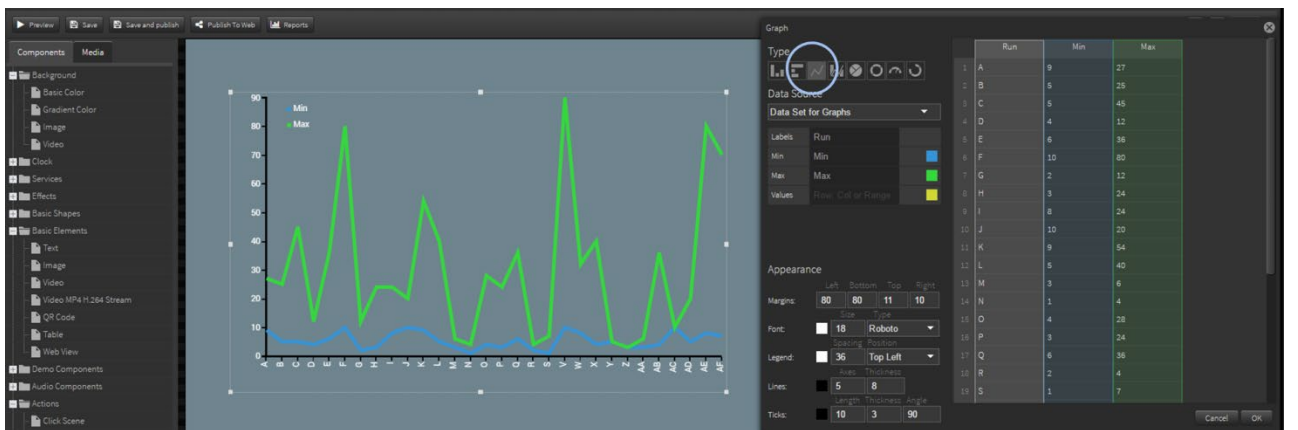 Preview Save Save and publish Publish To Web Reports
Components Media
Background
Basic Color
Gradient Color
Image
Video
Clock
Services
Effects
Basic Shapes
Basic Elements
Text
Image
Video
Video MP4 H.264 Stream
QR Code
Table
Web View
Demo Components
Audio Components
Actions
Click Scene
Min
Max
90
80
70
60
50
40
30
20
10
0
A B C D E F G H I J K L M N O P Q R S T U V W X Y Z AA AB AC AD AE AF
Graph
Type
Data Source
Data Set for Graphs
Labels Run
Min Min
Max Max
Values Row, Col or Range
Appearance
Left Bottom Top Right
Margins: 80 80 11 10
Size Type
Font: 18 Roboto
Spacing Position
Legend: 36 Top Left
Axes Thickness
Lines: 5 8
Length Thickness Angle
Ticks: 10 3 90
Run Min Max
1 A 9 27
2 B 5 25
3 C 5 45
4 D 4 12
5 E 6 36
6 F 10 80
7 G 2 12
8 H 3 24
9 I 8 24
10 J 10 20
11 K 9 54
12 L 5 40
13 M 3 6
14 N 1 4
15 O 4 28
16 P 3 24
17 Q 6 36
18 R 2 4
19 S 1 7
Cancel OK